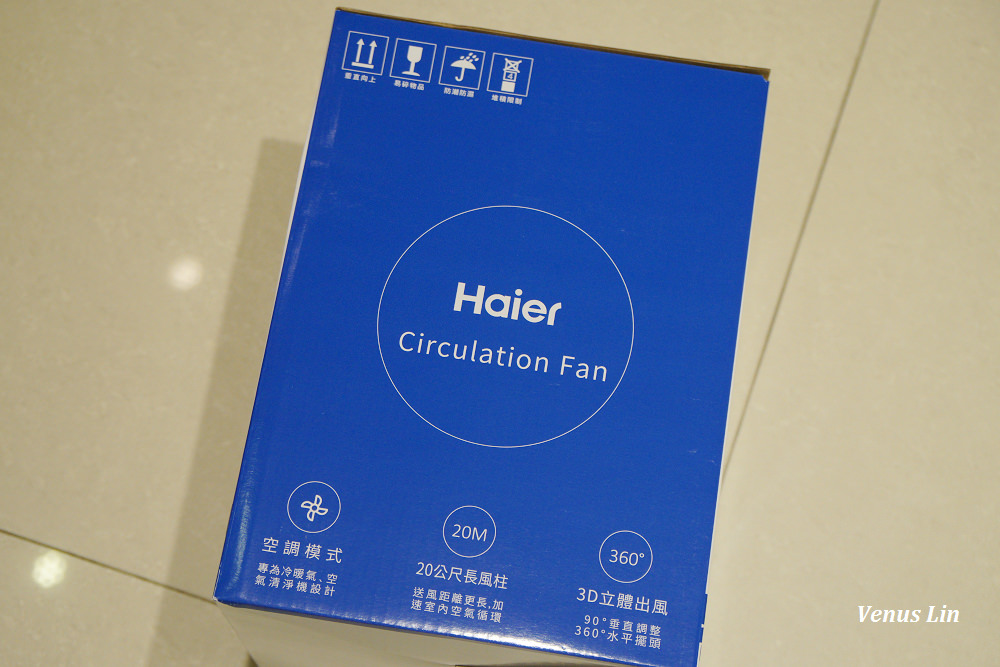 垂直向上 易碎物品 防潮防濕 堆積限制
4
Haier
Circulation Fan
空調模式
專為冷暖氣、空
氣清淨機設計
20M
20公尺長風柱
送風距離更長,加
速室內空氣循環
360°
3D立體出風
90°垂直調整
360°水平擺頭
Venus Lin